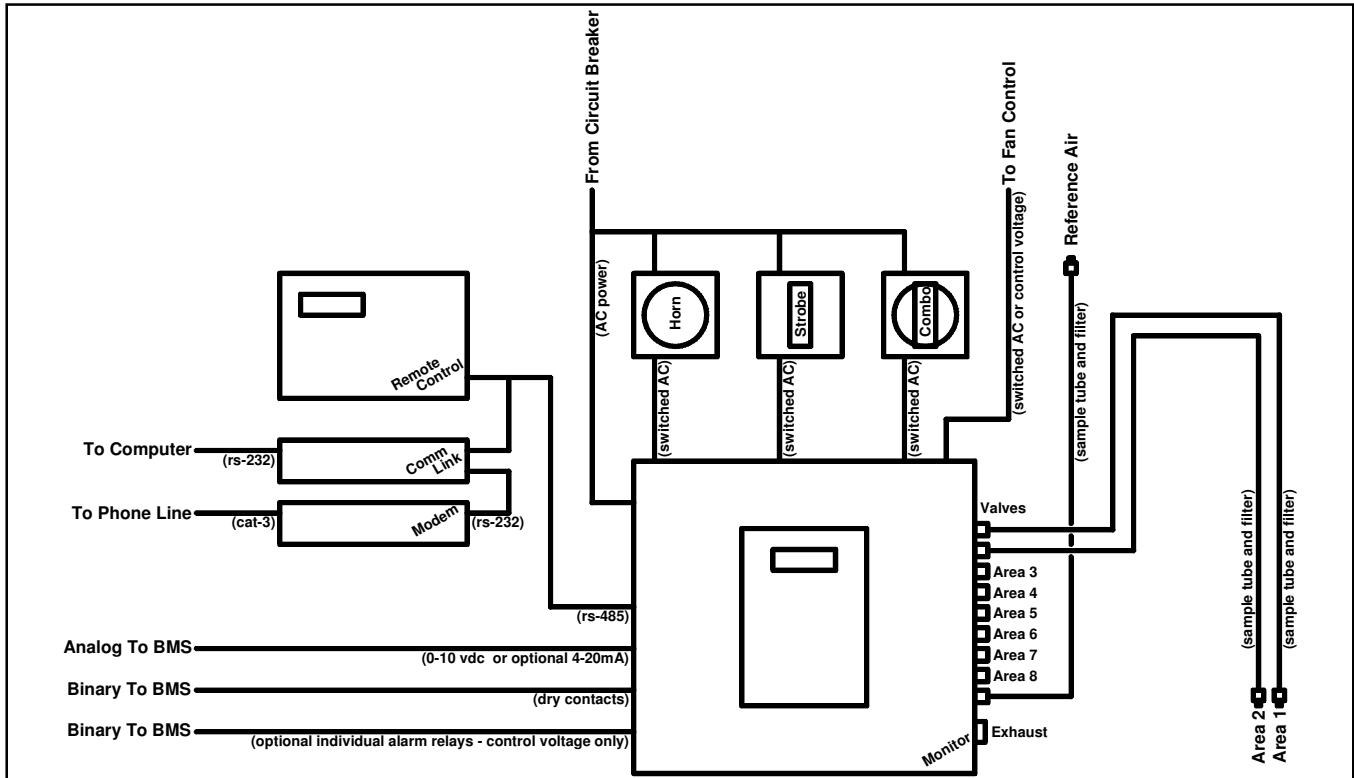 From Circuit Breaker
(AC power)
To Fan Control
(switched AC or control voltage)
Reference Air
(sample tube and filter)
Horn
Strobe
Combo
(switched AC)
(switched AC)
(switched AC)
Remote
Control
To Computer
(rs-232)
Comm
Link
To Phone Line
(cat-3)
Modem
(rs-232)
(rs-485)
Analog To BMS
(0-10 vdc or optional 4-20mA)
Binary To BMS
(dry contacts)
Binary To BMS
(optional individual alarm relays - control voltage only)
Valves
Area 3
Area 4
Area 5
Area 6
Area 7
Area 8
Exhaust
Monitor
(sample tube and filter)
(sample tube and filter)
Area 2
Area 1